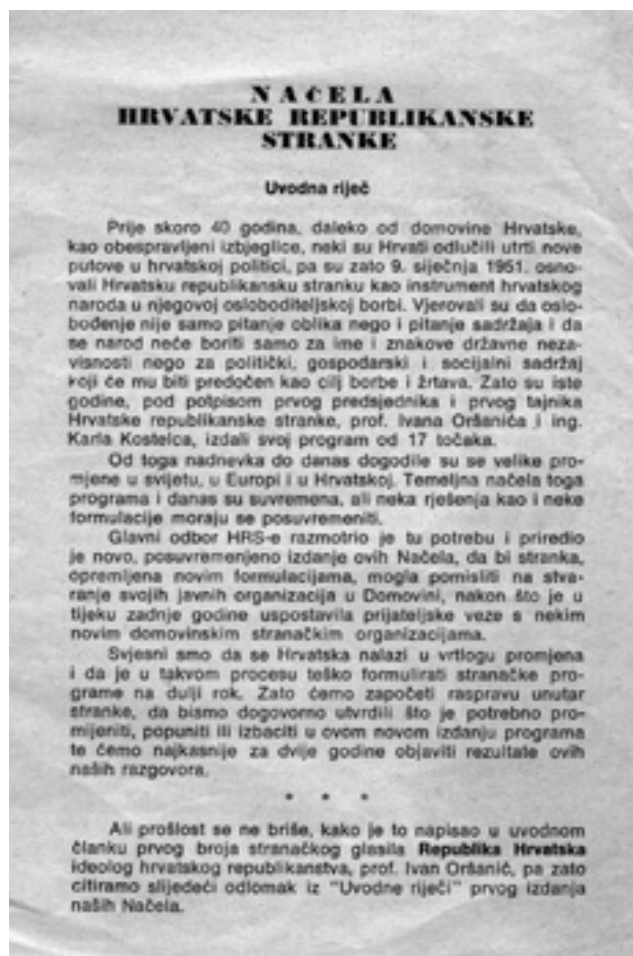 NAČELA
HRVATSKE REPUBLIKANSKE
STRANKE
Uvodna riječ
Prije skoro 40 godina, daleko od domovine Hrvatske,
kao obespravljeni izbjeglice, neki su Hrvati odlučili utrti nove
putove u hrvatskoj politici, pa su zato 9. siječnja 1951. osno-
vali Hrvatsku republikansku stranku kao instrument hrvatskog
naroda u njegovoj osloboditeljskoj borbi. Vjerovali su da oslo-
bođenje nije samo pitanje oblika nego i pitanje sadržaja i da
se narod neće boriti samo za ime i znakove državne neza-
visnosti nego za politički, gospodarski i socijalni sadržaj
koji će mu biti predočen kao cilj borbe i žrtava. Zato su iste
godine, pod potpisom prvog predsjednika i prvog tajnika
Hrvatske republikanske stranke, prof. Ivana Oršanića i ing.
Karla Kostelca, izdali svoj program od 17 točaka.
Od toga nadnevka do danas dogodile su se velike pro-
mjene u svijetu, u Europi i u Hrvatskoj. Temeljna načela toga
programa i danas su suvremena, ali neka rješenja kao i neke
formulacije moraju se posuvremeniti.
Glavni odbor HRS-e razmotrio je tu potrebu i priredio
je novo, posuvremenjeno izdanje ovih Načela, da bi stranka,
opremljena novim formulacijama, mogla pomisliti na stva-
ranje svojih javnih organizacija u Domovini, nakon što je u
tijeku zadnje godine uspostavila prijateljske veze s nekim
novim domovinskim stranačkim organizacijama.
Svjesni smo da se Hrvatska nalazi u vrtlogu promjena
i da je u takvom procesu teško formulirati stranačke pro-
grame na dulji rok. Zato ćemo započeti raspravu unutar
stranke, da bismo dogovorno utvrdili što je potrebno pro-
mijeniti, popuniti ili izbaciti u ovom novom izdanju programa
te ćemo najkasnije za dvije godine objaviti rezultate ovih
naših razgovora.
* * *
Ali prošlost se ne briše, kako je to napisao u uvodnom
članku prvog broja stranačkog glasila Republika Hrvatska
ideolog hrvatskog republikanstva, prof. Ivan Oršanić, pa zato
citiramo slijedeći odlomak iz "Uvodne riječi" prvog izdanja
naših Načela.